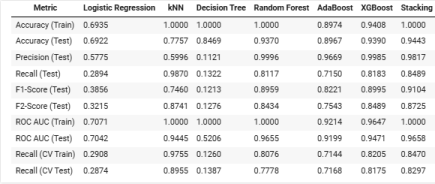 Metric Logistic Regression kNN Decision Tree Random Forest AdaBoost XGBoost Stacking
Accuracy (Train) 0.6935 1.0000 1.0000 1.0000 0.8974 0.9408 1.0000
Accuracy (Test) 0.6922 0.7757 0.8469 0.9370 0.8967 0.9390 0.9443
Precision (Test) 0.5775 0.5996 0.1121 0.9996 0.9669 0.9985 0.9817
Recall (Test) 0.2894 0.9870 0.1322 0.8117 0.7150 0.8183 0.8489
F1-Score (Test) 0.3856 0.7460 0.1213 0.8959 0.8221 0.8995 0.9104
F2-Score (Test) 0.3215 0.8741 0.1276 0.8434 0.7543 0.8489 0.8725
ROC AUC (Train) 0.7071 1.0000 1.0000 1.0000 0.9214 0.9647 1.0000
ROC AUC (Test) 0.7042 0.9445 0.5206 0.9655 0.9199 0.9471 0.9658
Recall (CV Train) 0.2908 0.9755 0.1260 0.8076 0.7144 0.8205 0.8470
Recall (CV Test) 0.2874 0.8955 0.1387 0.7778 0.7168 0.8175 0.8297